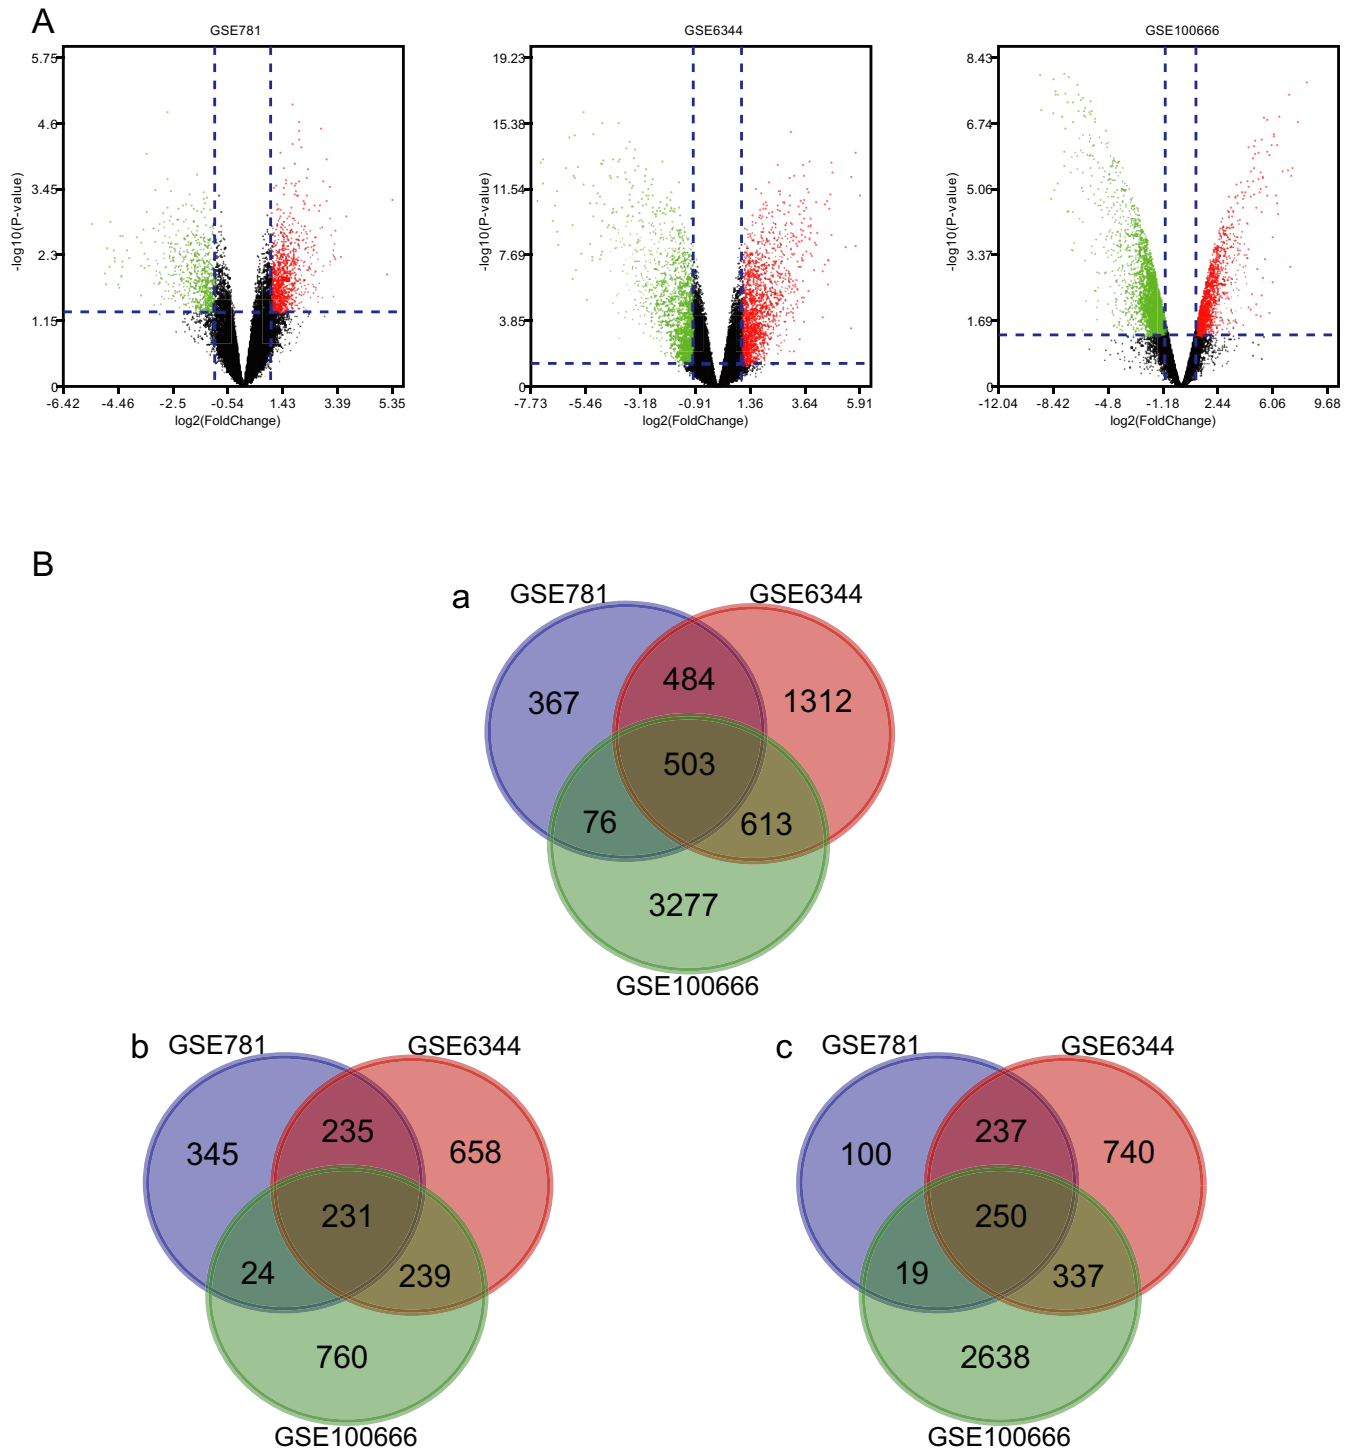 A
GSE781
5.75
4.6
3.45
2.3
1.15
0
-log10(P-value)
-6.42 -4.46 -2.5 -0.54 1.43 3.39 5.35
log2(FoldChange)
GSE6344
19.23
15.38
11.54
7.69
3.85
0
-log10(P-value)
-7.73 -5.46 -3.18 -0.91 1.36 3.64 5.91
log2(FoldChange)
GSE100666
8.43
6.74
5.06
3.37
1.69
0
-log10(P-value)
-12.04 -8.42 -4.8 -1.18 2.44 6.06 9.68
log2(FoldChange)
B
a
GSE781 GSE6344
484
367 1312
503
76 613
3277
GSE100666
b
GSE781 GSE6344
235
345 658
231
24 239
760
GSE100666
c
GSE781 GSE6344
237
100 740
250
19 337
2638
GSE100666